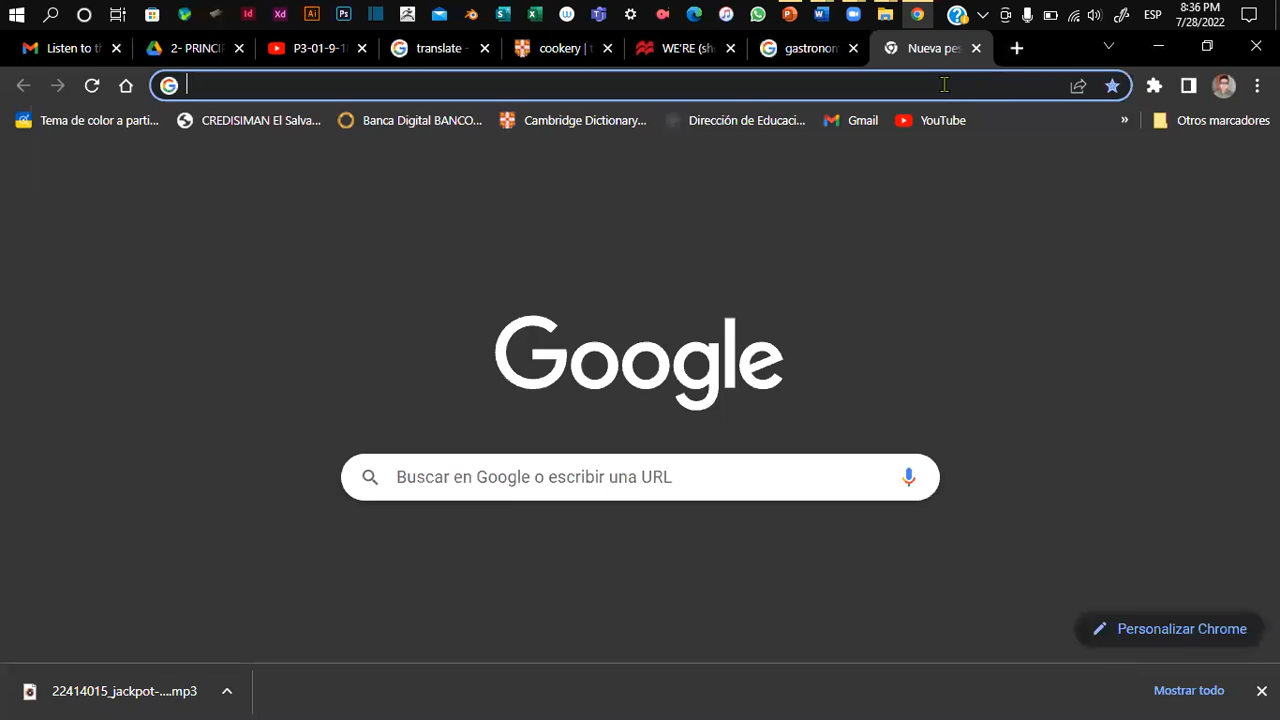 8:36 PM
ESP
7/28/2022
Listen to th
2- PRINCI
P3-01-9-1
translate -
cookery | t
WE'RE (sh
gastronom
Nueva pes
Tema de color a parti...
CREDISIMAN El Salva...
Banca Digital BANCO...
Cambridge Dictionary...
Dirección de Educaci...
Gmail
YouTube
»
Otros marcadores
Google
Buscar en Google o escribir una URL
Personalizar Chrome
22414015_jackpot-....mp3
Mostrar todo